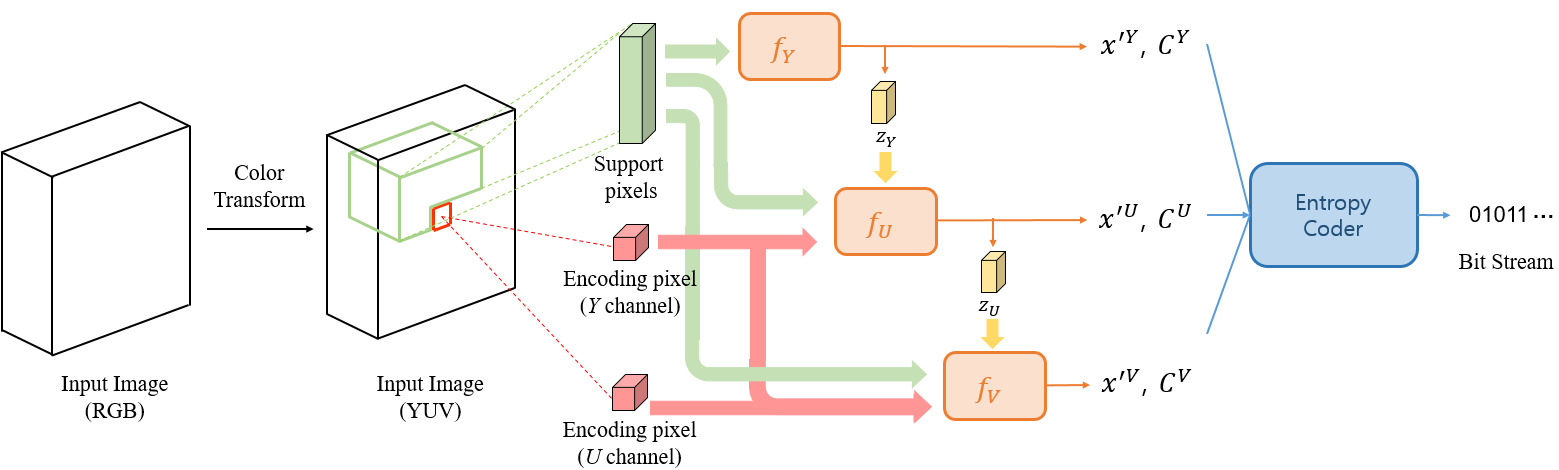 Input Image
(RGB)
Color
Transform
Input Image
(YUV)
Support
pixels
Encoding pixel
(Y channel)
Encoding pixel
(U channel)
f_Y
z_Y
f_U
z_U
f_V
x′^Y, C^Y
x′^U, C^U
x′^V, C^V
Entropy
Coder
01011 ⋯
Bit Stream